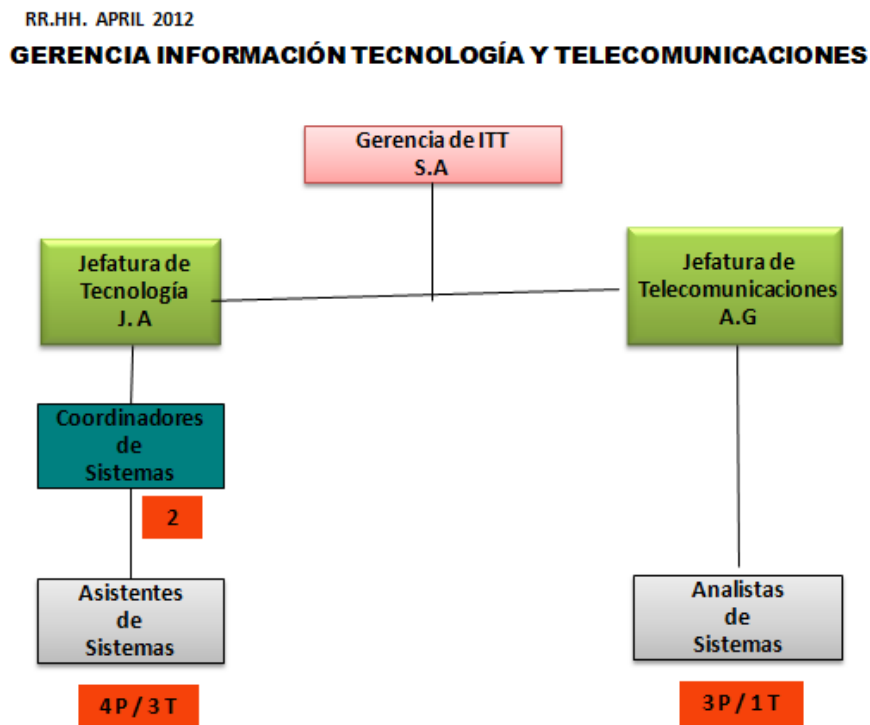 RR.HH. APRIL 2012
GERENCIA INFORMACIÓN TECNOLOGÍA Y TELECOMUNICACIONES
Gerencia de ITT
S.A
Jefatura de
Tecnología
J. A
Jefatura de
Telecomunicaciones
A.G
Coordinadores
de
Sistemas
2
Asistentes
de
Sistemas
Analistas
de
Sistemas
4 P / 3 T
3 P / 1 T